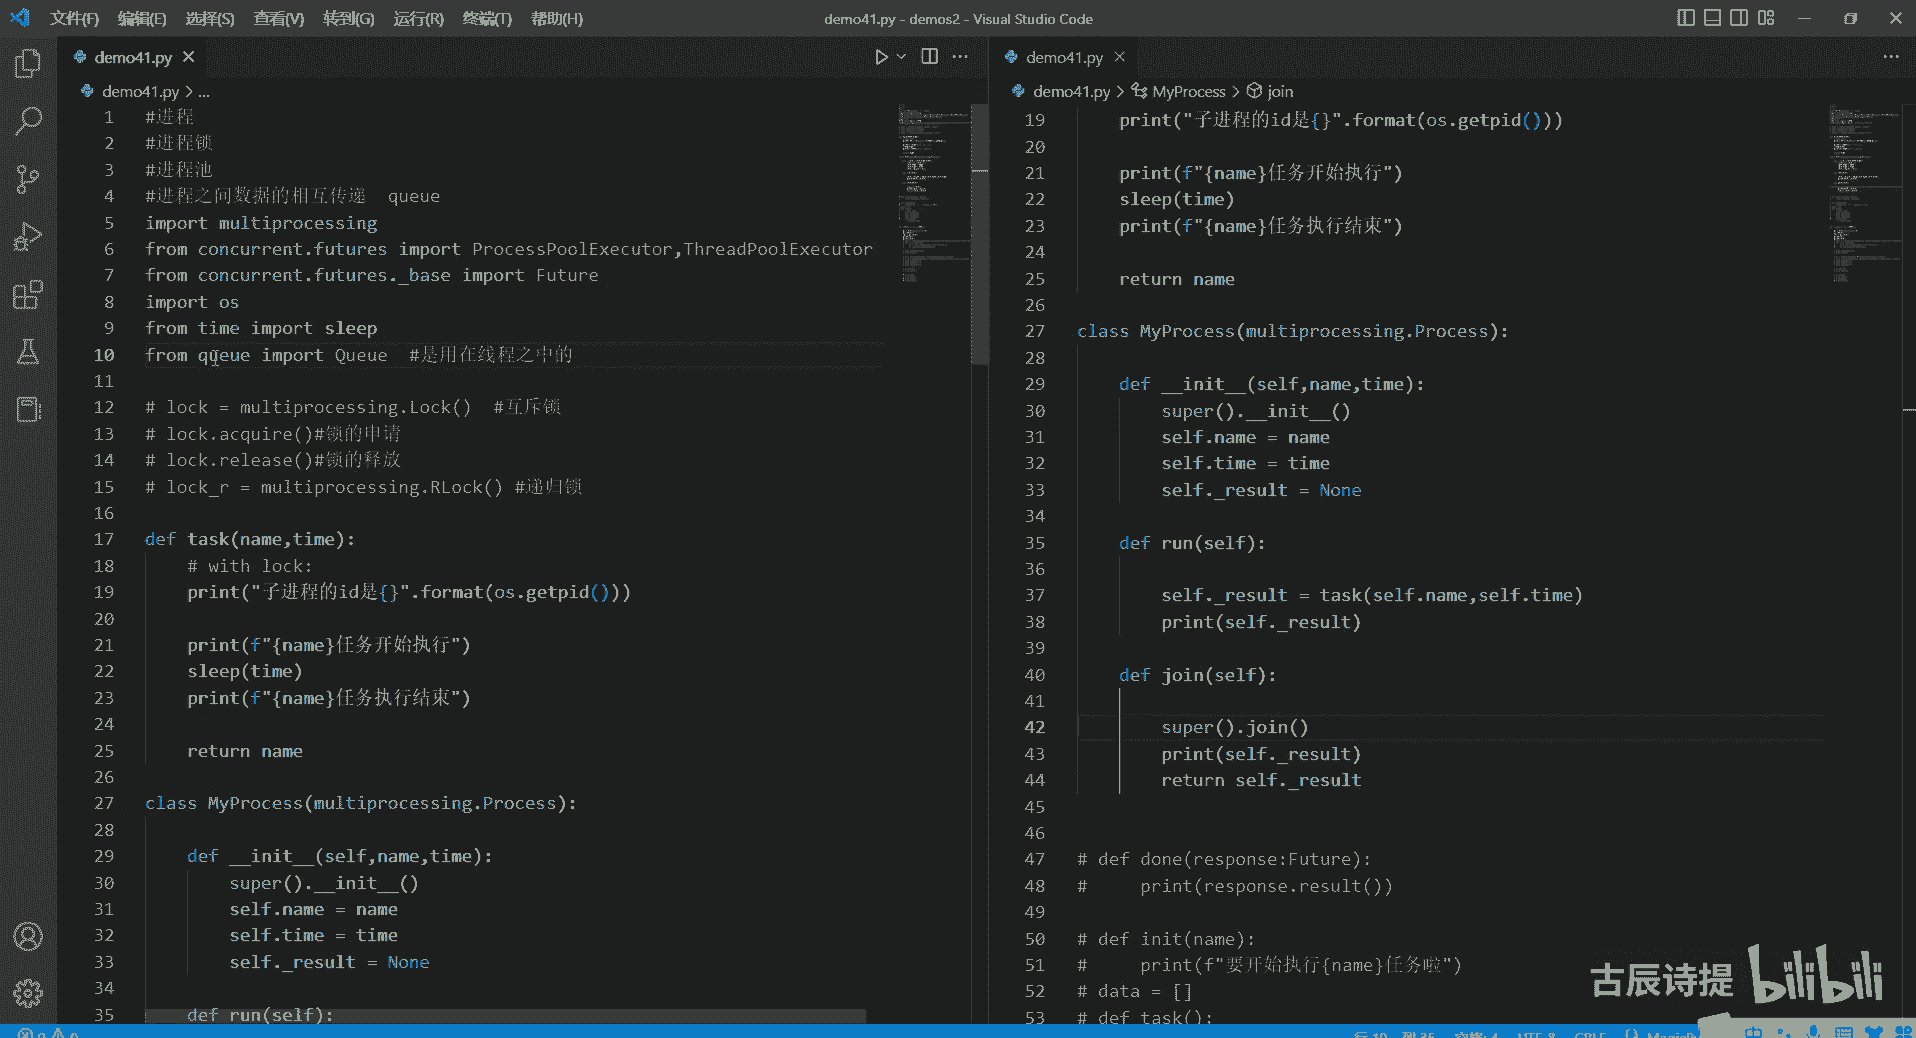 文件(F) 编辑(E) 选择(S) 查看(V) 转到(G) 运行(R) 终端(T) 帮助(H) demo41.py - demos2 - Visual Studio Code
demo41.py
demo41.py > ...
1 #进程
2 #进程锁
3 #进程池
4 #进程之间数据的相互传递  queue
5 import multiprocessing
6 from concurrent.futures import ProcessPoolExecutor,ThreadPoolExecutor
7 from concurrent.futures._base import Future
8 import os
9 from time import sleep
10 from queue import Queue  #是用在线程之中的
11
12 # lock = multiprocessing.Lock()  #互斥锁
13 # lock.acquire()#锁的申请
14 # lock.release()#锁的释放
15 # lock_r = multiprocessing.RLock() #递归锁
16
17 def task(name,time):
18     # with lock:
19     print("子进程的id是{}".format(os.getpid()))
20
21     print(f"{name}任务开始执行")
22     sleep(time)
23     print(f"{name}任务执行结束")
24
25     return name
26
27 class MyProcess(multiprocessing.Process):
28
29     def __init__(self,name,time):
30         super().__init__()
31         self.name = name
32         self.time = time
33         self._result = None
34
35     def run(self):
demo41.py
demo41.py > MyProcess > join
19     print("子进程的id是{}".format(os.getpid()))
20
21     print(f"{name}任务开始执行")
22     sleep(time)
23     print(f"{name}任务执行结束")
24
25     return name
26
27 class MyProcess(multiprocessing.Process):
28
29     def __init__(self,name,time):
30         super().__init__()
31         self.name = name
32         self.time = time
33         self._result = None
34
35     def run(self):
36
37         self._result = task(self.name,self.time)
38         print(self._result)
39
40     def join(self):
41
42         super().join()
43         print(self._result)
44         return self._result
45
46
47 # def done(response:Future):
48 #     print(response.result())
49
50 # def init(name):
51 #     print(f"要开始执行{name}任务啦")
52 # data = []
53 # def task():
古辰诗提 bilibili